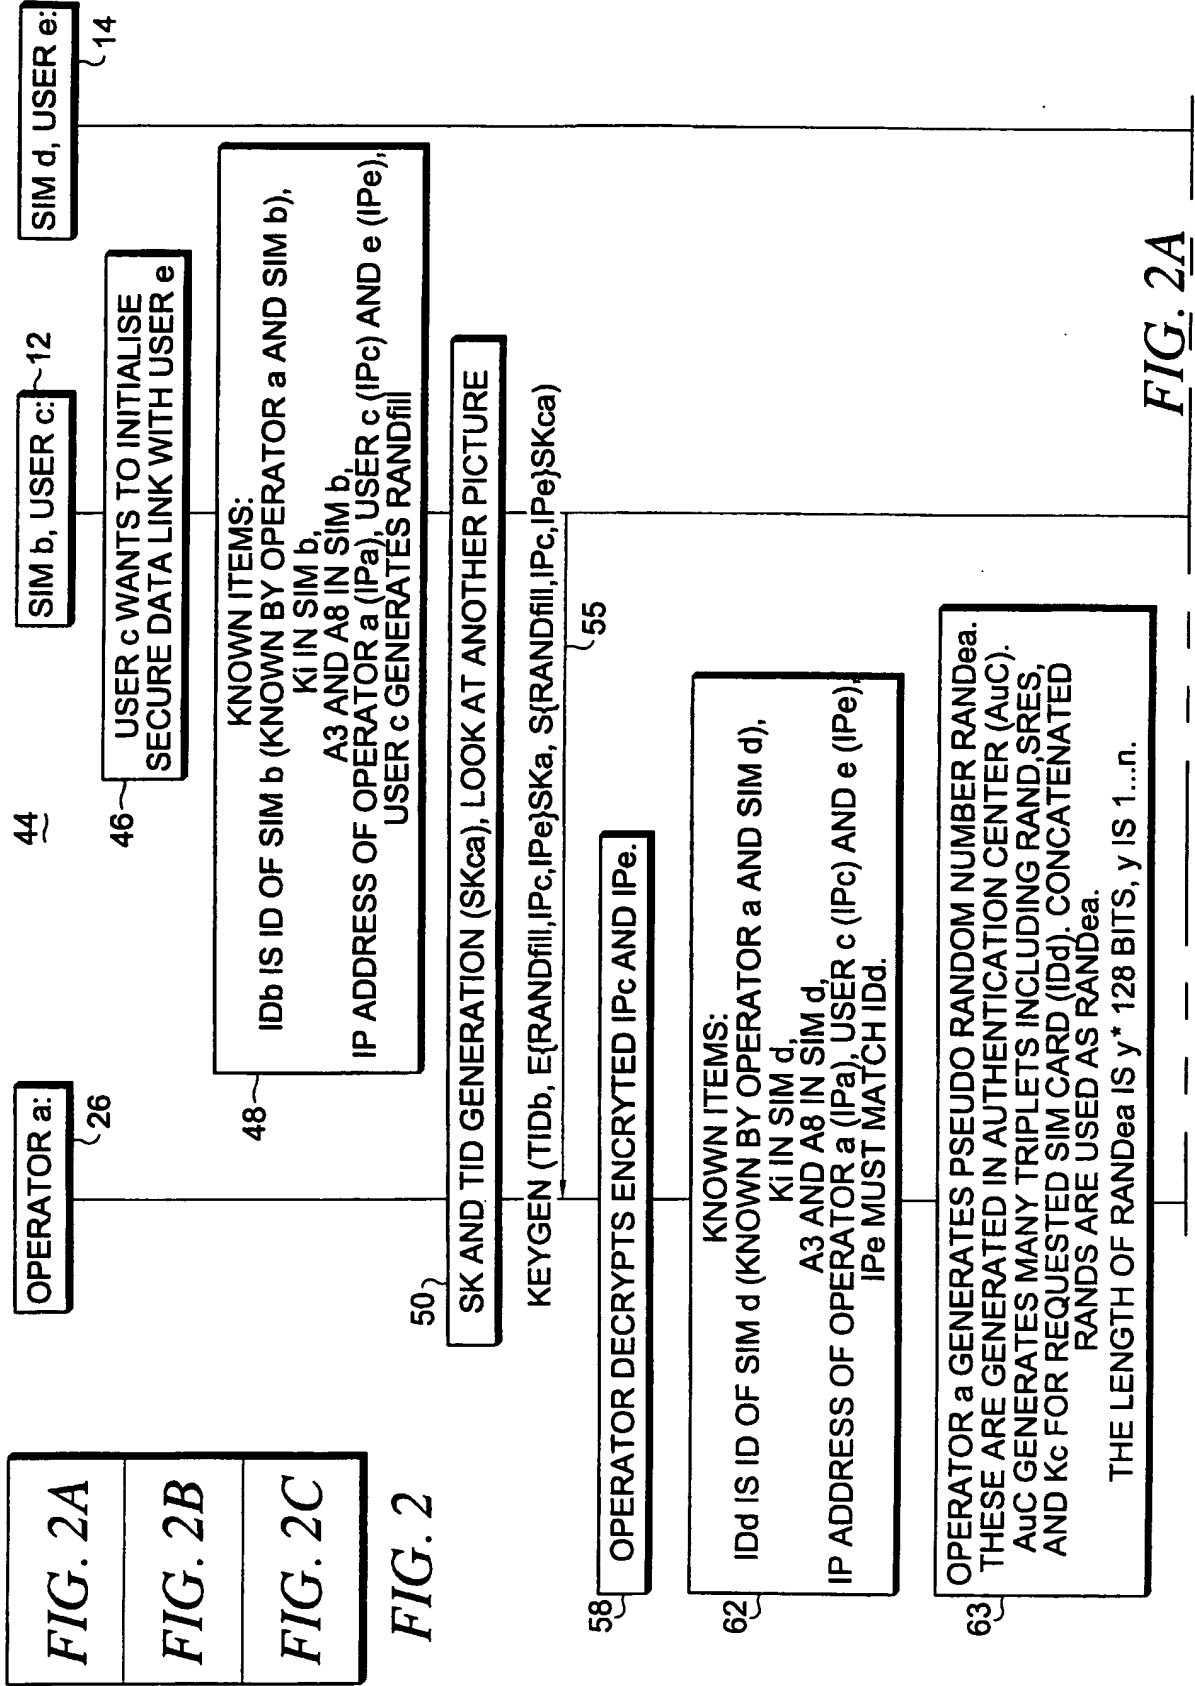 FIG. 2A
FIG. 2B
FIG. 2C
FIG. 2
44
OPERATOR a:
26
SIM b, USER c:
12
SIM d, USER e:
14
46
USER c WANTS TO INITIALISE
SECURE DATA LINK WITH USER e
48
KNOWN ITEMS:
IDb IS ID OF SIM b (KNOWN BY OPERATOR a AND SIM b),
Ki IN SIM b,
A3 AND A8 IN SIM b,
IP ADDRESS OF OPERATOR a (IPa), USER c (IPc) AND e (IPe),
USER c GENERATES RANDfill
50
SK AND TID GENERATION (SKca), LOOK AT ANOTHER PICTURE
KEYGEN (TIDb, E{RANDfill,IPc,IPe}SKa, S{RANDfill,IPc,IPe}SKca)
55
58
OPERATOR DECRYPTS ENCRYTED IPc AND IPe.
62
KNOWN ITEMS:
IDd IS ID OF SIM d (KNOWN BY OPERATOR a AND SIM d),
Ki IN SIM d,
A3 AND A8 IN SIM d,
IP ADDRESS OF OPERATOR a (IPa), USER c (IPc) AND e (IPe),
IPe MUST MATCH IDd.
63
OPERATOR a GENERATES PSEUDO RANDOM NUMBER RANDea.
THESE ARE GENERATED IN AUTHENTICATION CENTER (AuC).
AuC GENERATES MANY TRIPLETS INCLUDING RAND,SRES,
AND Kc FOR REQUESTED SIM CARD (IDd). CONCATENATED
RANDS ARE USED AS RANDea.
THE LENGTH OF RANDea IS y* 128 BITS, y IS 1...n.
FIG. 2A